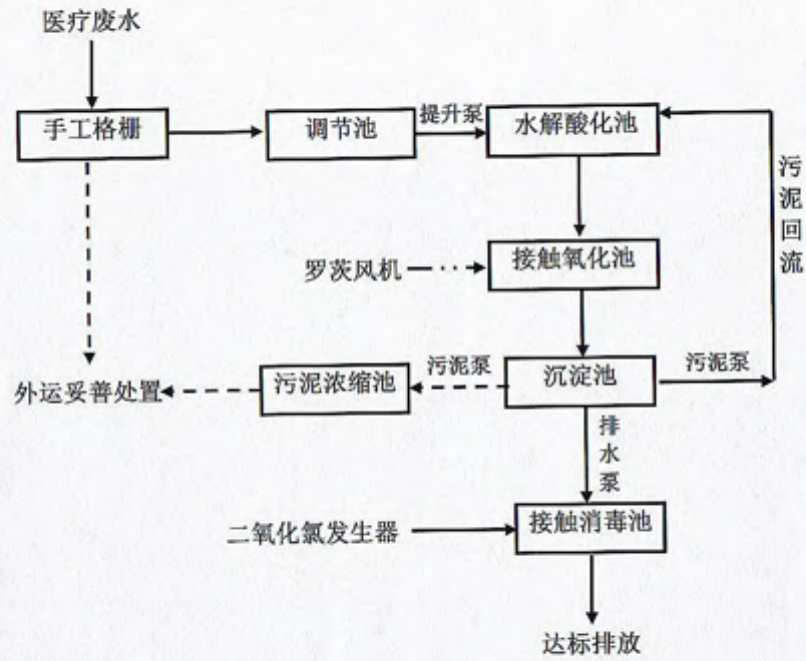 医疗废水
手工格栅
调节池
提升泵
水解酸化池
污泥回流
罗茨风机
接触氧化池
外运妥善处置
污泥浓缩池
污泥泵
沉淀池
污泥泵
排水泵
二氧化氯发生器
接触消毒池
达标排放